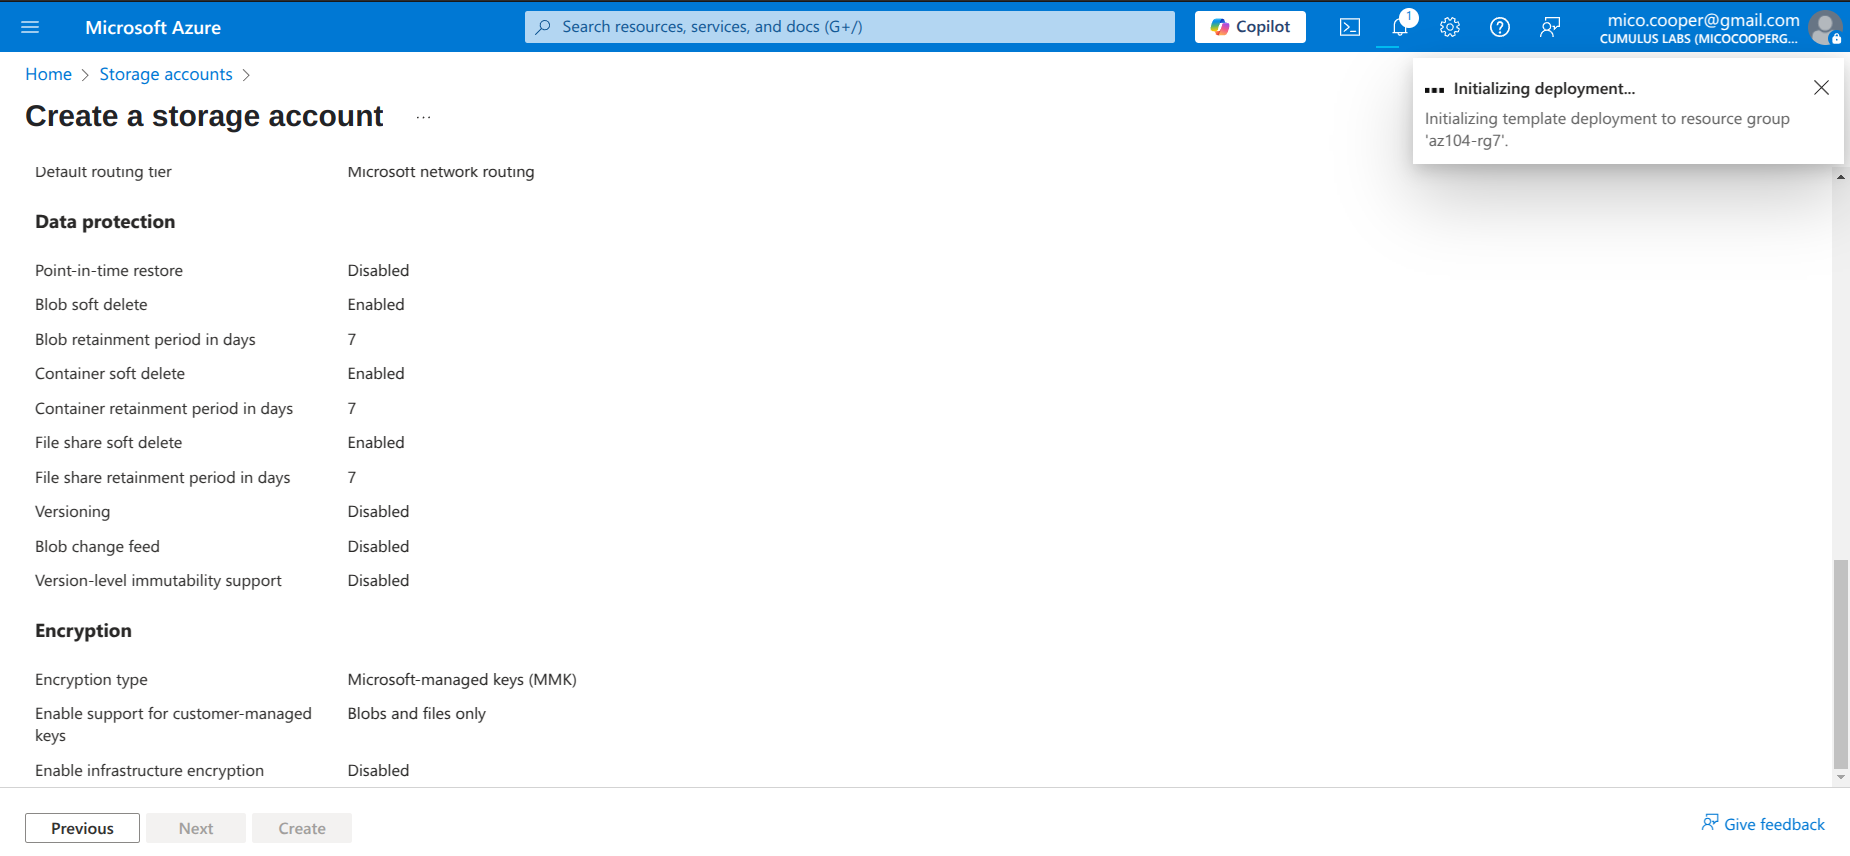 Microsoft Azure
Search resources, services, and docs (G+/)
Copilot
1
mico.cooper@gmail.com
CUMULUS LABS (MICOCOOPERG...
Home > Storage accounts >
Create a storage account ...
Initializing deployment...
Initializing template deployment to resource group
'az104-rg7'.
Default routing tier Microsoft network routing
Data protection
Point-in-time restore Disabled
Blob soft delete Enabled
Blob retainment period in days 7
Container soft delete Enabled
Container retainment period in days 7
File share soft delete Enabled
File share retainment period in days 7
Versioning Disabled
Blob change feed Disabled
Version-level immutability support Disabled
Encryption
Encryption type Microsoft-managed keys (MMK)
Enable support for customer-managed Blobs and files only
keys
Enable infrastructure encryption Disabled
Previous Next Create
Give feedback